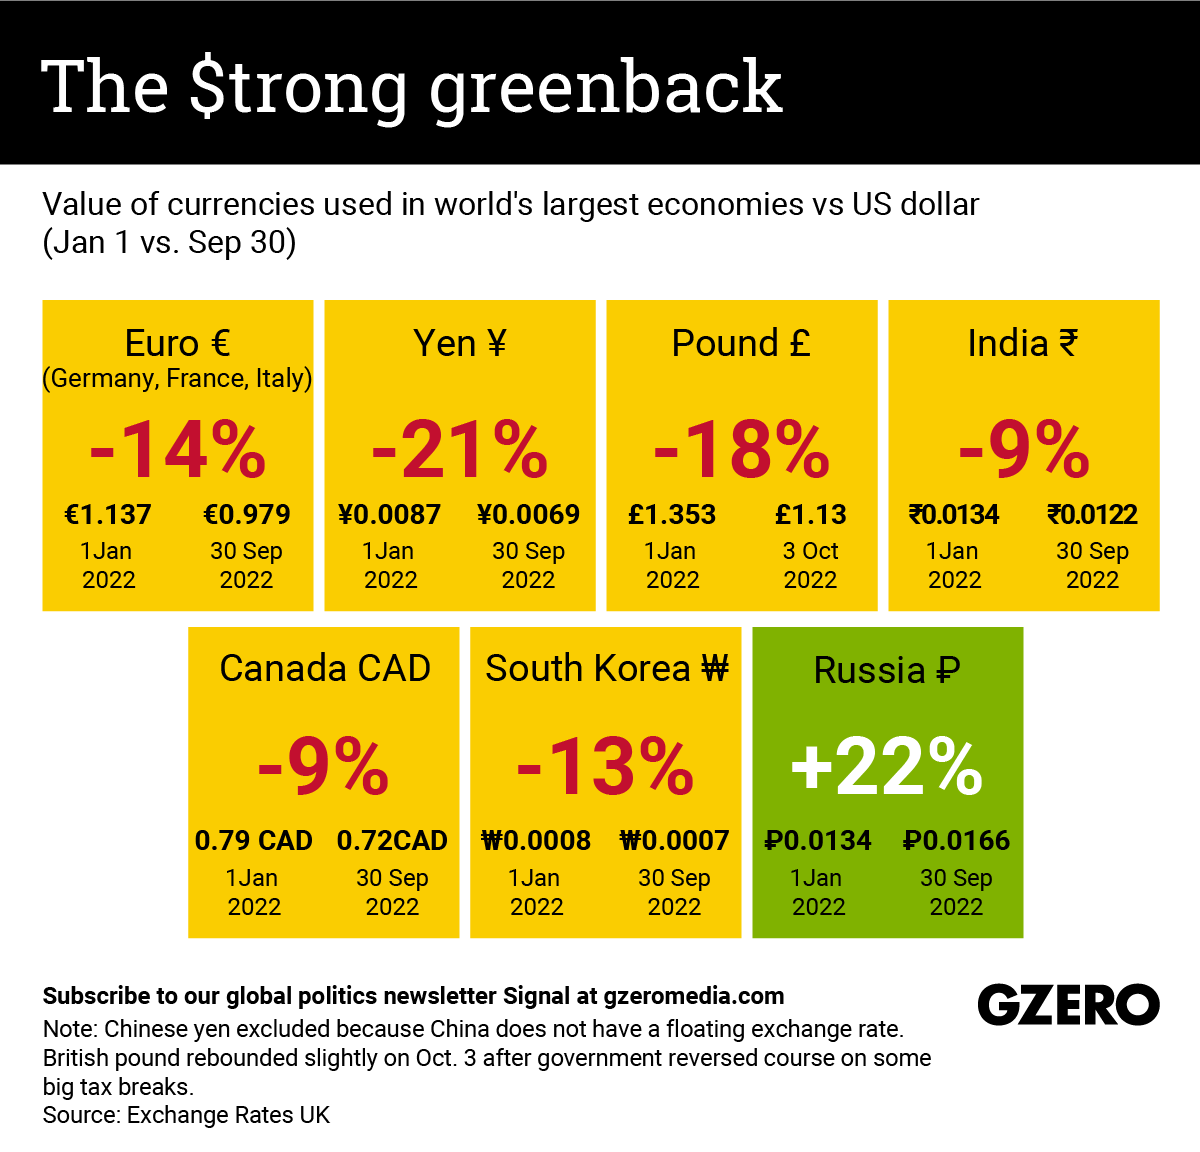 The $trong greenback
Value of currencies used in world's largest economies vs US dollar
(Jan 1 vs. Sep 30)
Euro €
(Germany, France, Italy)
-14%
€1.137 €0.979
1Jan 30 Sep
2022 2022
Yen ¥
-21%
¥0.0087 ¥0.0069
1Jan 30 Sep
2022 2022
Pound £
-18%
£1.353 £1.13
1Jan 3 Oct
2022 2022
India ₹
-9%
₹0.0134 ₹0.0122
1Jan 30 Sep
2022 2022
Canada CAD
-9%
0.79 CAD 0.72CAD
1Jan 30 Sep
2022 2022
South Korea ₩
-13%
₩0.0008 ₩0.0007
1Jan 30 Sep
2022 2022
Russia ₽
+22%
₽0.0134 ₽0.0166
1Jan 30 Sep
2022 2022
Subscribe to our global politics newsletter Signal at gzeromedia.com
GZERO
Note: Chinese yen excluded because China does not have a floating exchange rate.
British pound rebounded slightly on Oct. 3 after government reversed course on some
big tax breaks.
Source: Exchange Rates UK